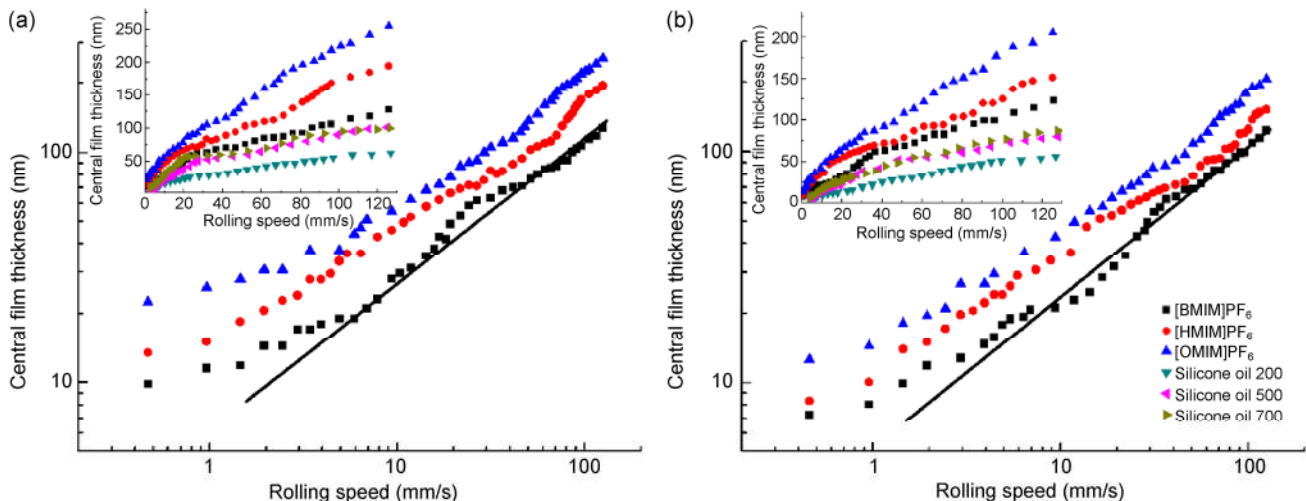 (a)
Central film thickness (nm)
100
10
1
10
100
Rolling speed (mm/s)
Central film thickness (nm)
250
200
150
100
50
0
20
40
60
80
100
120
Rolling speed (mm/s)
(b)
Central film thickness (nm)
100
10
1
10
100
Rolling speed (mm/s)
Central film thickness (nm)
250
200
150
100
50
0
0
20
40
60
80
100
120
Rolling speed (mm/s)
[BMIM]PF₆
[HMIM]PF₆
[OMIM]PF₆
Silicone oil 200
Silicone oil 500
Silicone oil 700